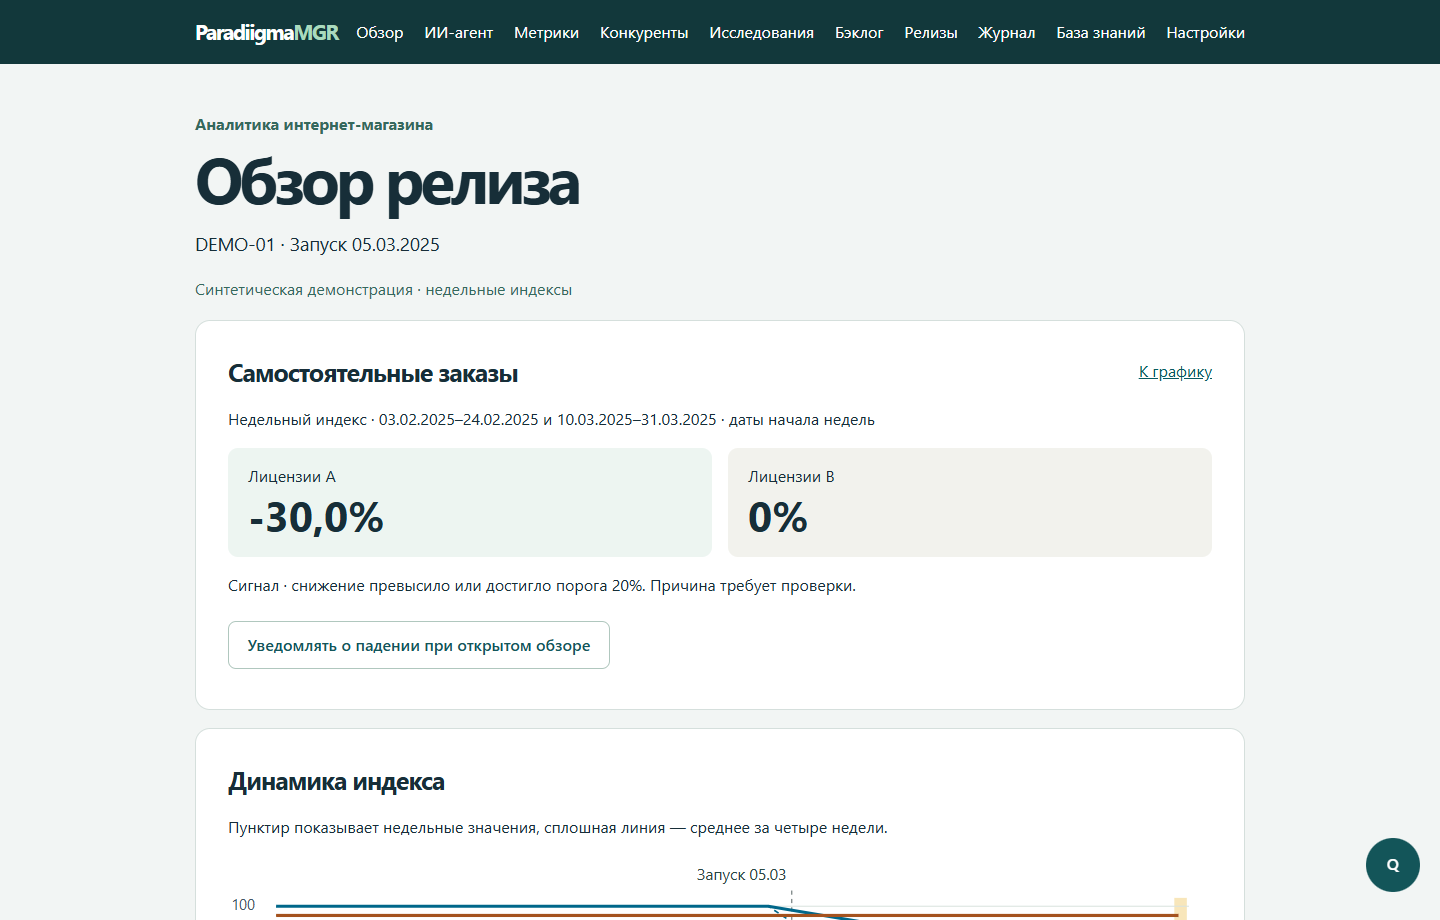 ParadiigmaMGR Обзор ИИ-агент Метрики Конкуренты Исследования Бэклог Релизы Журнал База знаний Настройки
Аналитика интернет-магазина
Обзор релиза
DEMO-01 · Запуск 05.03.2025
Синтетическая демонстрация · недельные индексы
Самостоятельные заказы
К графику
Недельный индекс · 03.02.2025–24.02.2025 и 10.03.2025–31.03.2025 · даты начала недель
Лицензии A
-30,0%
Лицензии B
0%
Сигнал · снижение превысило или достигло порога 20%. Причина требует проверки.
Уведомлять о падении при открытом обзоре
Динамика индекса
Пунктир показывает недельные значения, сплошная линия — среднее за четыре недели.
Запуск 05.03
100
Q